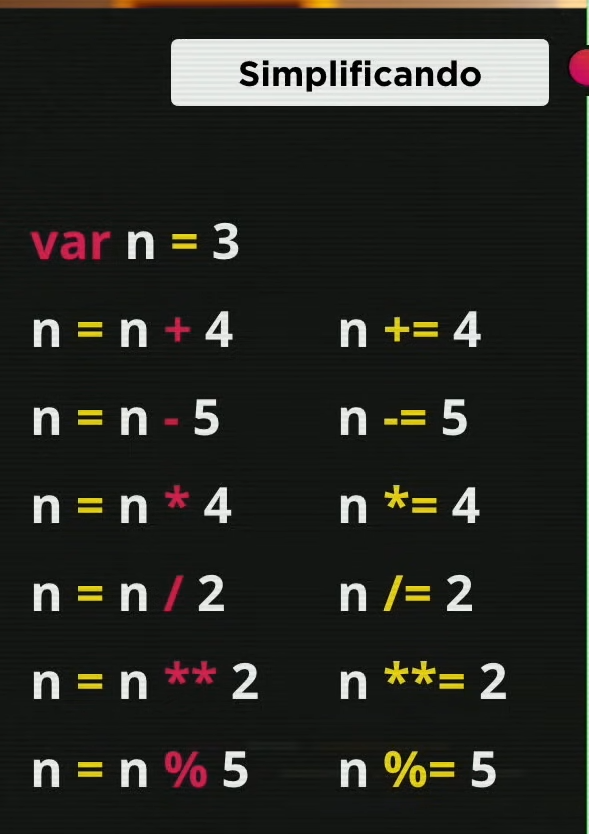 Simplificando
var n = 3
n = n + 4 n += 4
n = n - 5 n -= 5
n = n * 4 n *= 4
n = n / 2 n /= 2
n = n ** 2 n **= 2
n = n % 5 n %= 5